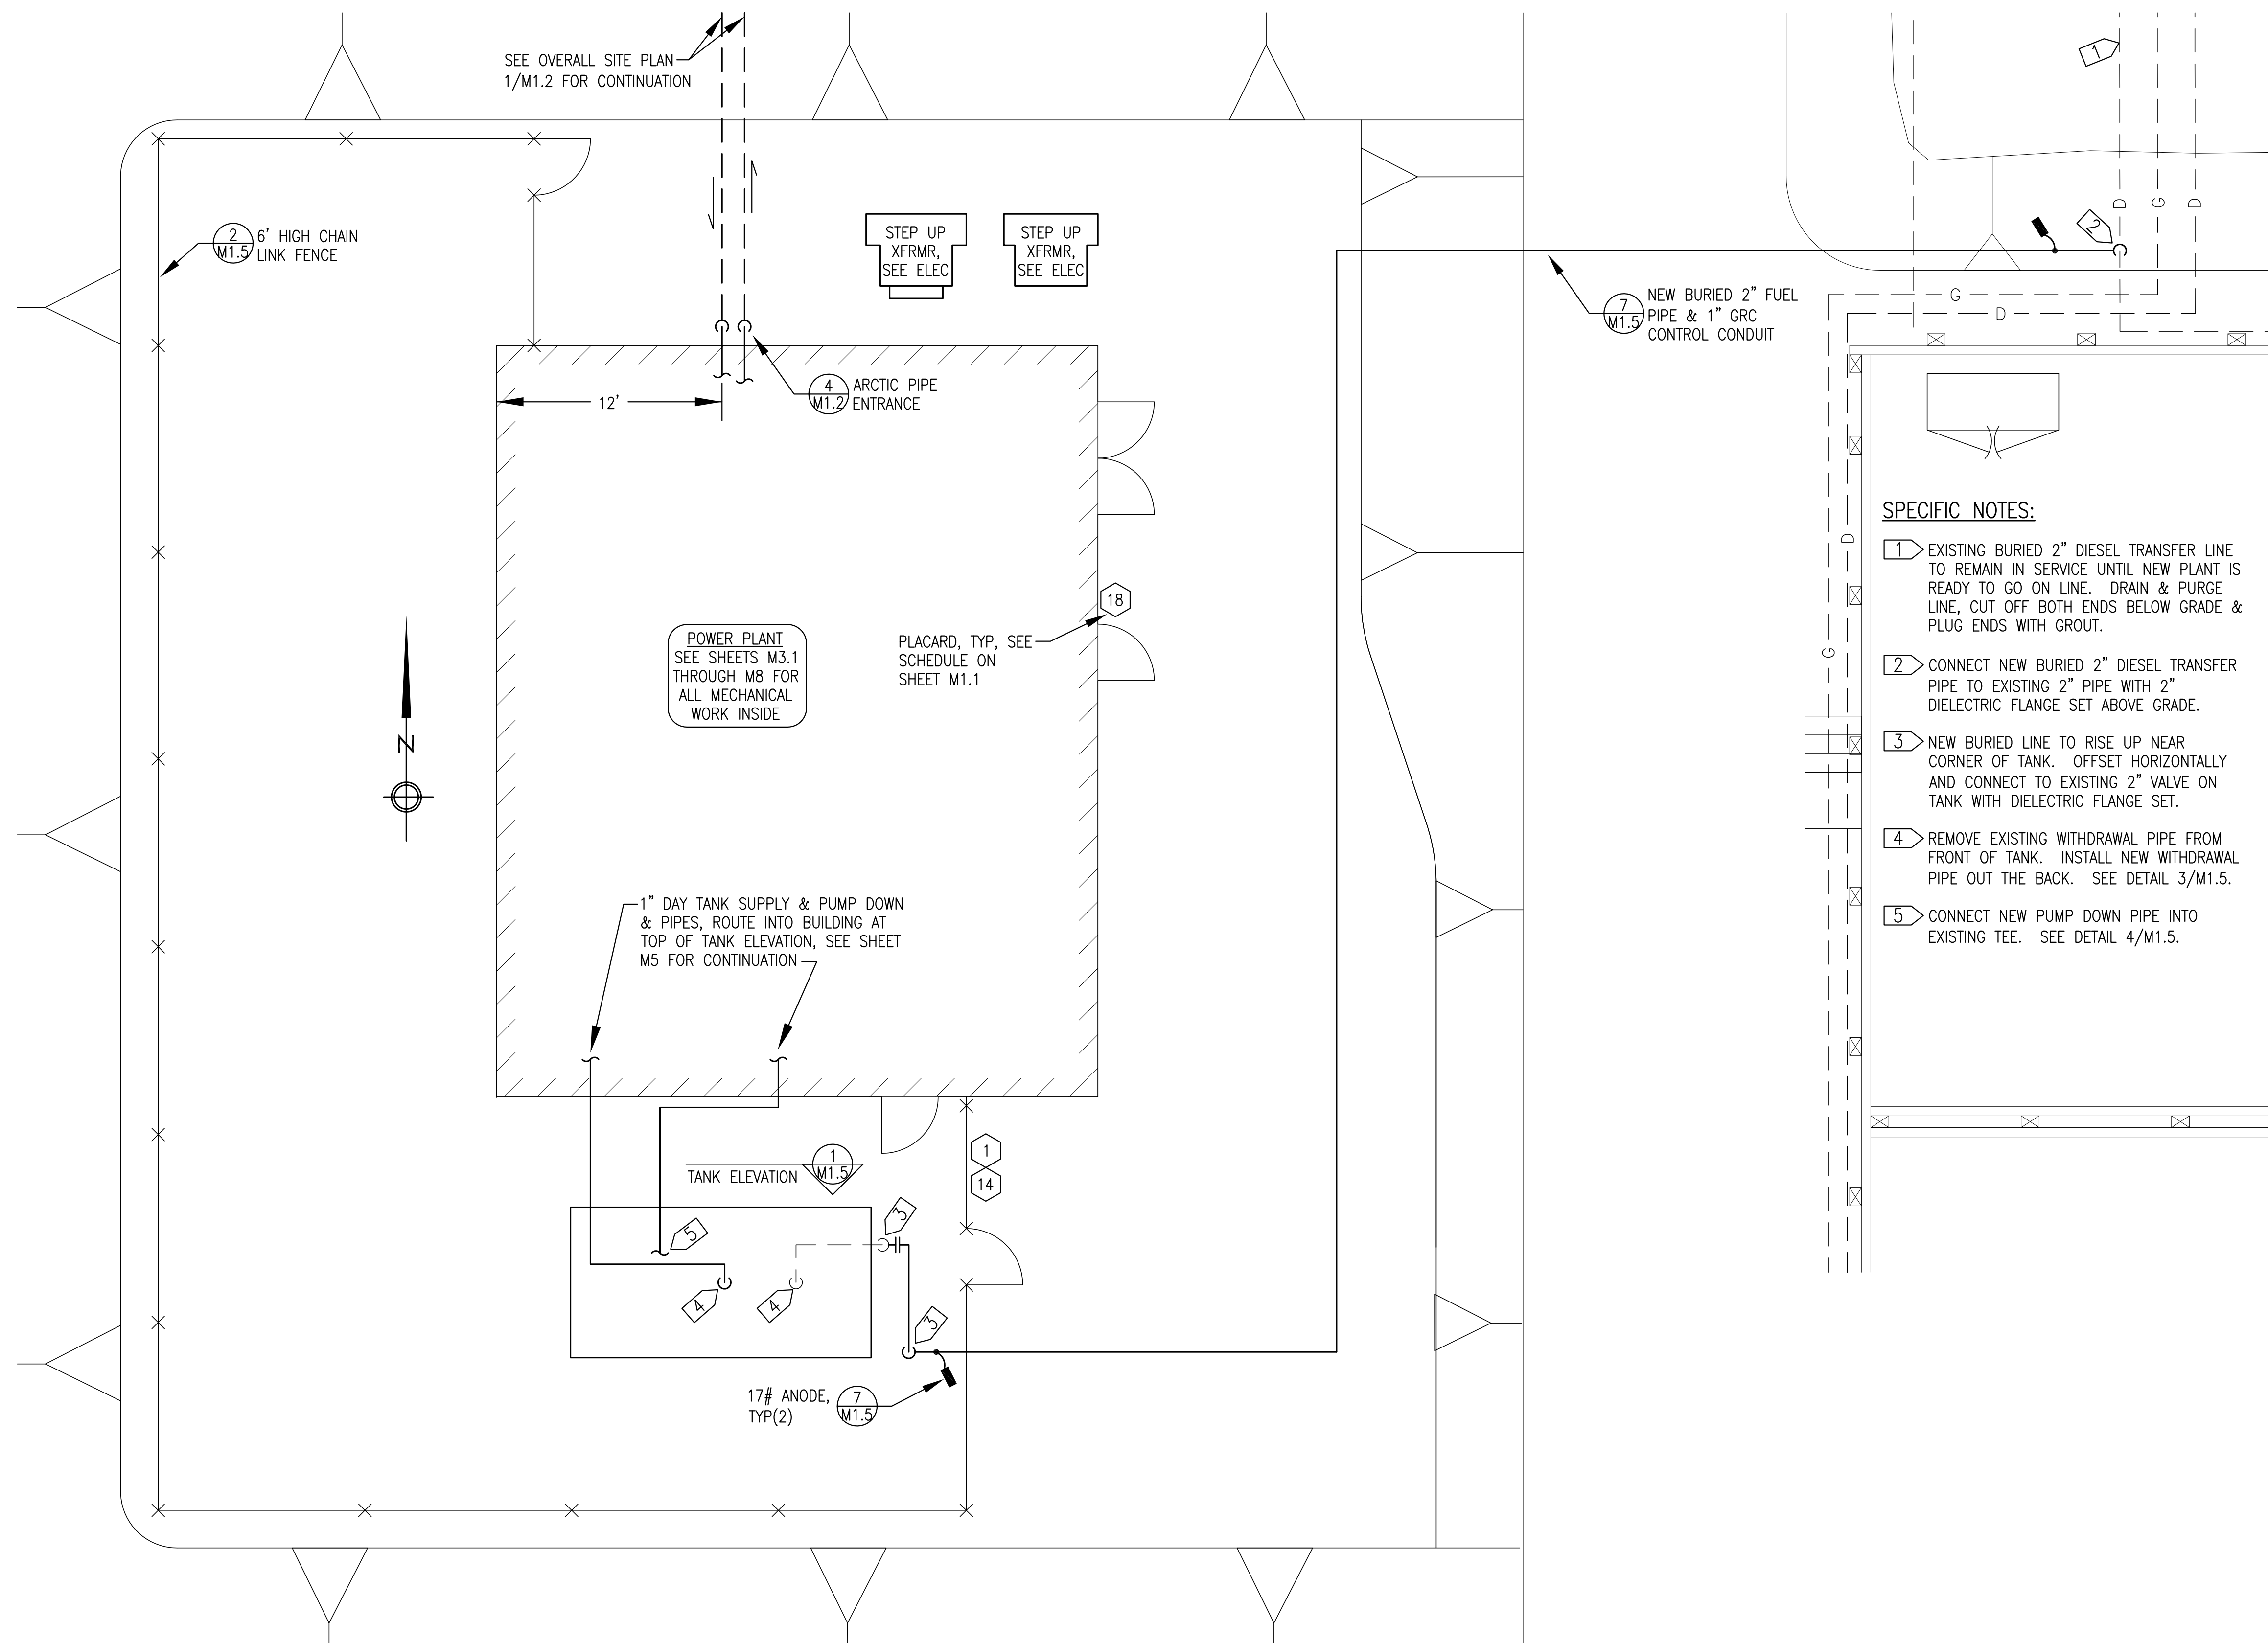 SEE OVERALL SITE PLAN
1/M1.2 FOR CONTINUATION
1
2
M1.5
6' HIGH CHAIN
LINK FENCE
STEP UP
XFRMR,
SEE ELEC
STEP UP
XFRMR,
SEE ELEC
D
G
D
2
7
M1.5
NEW BURIED 2" FUEL
PIPE & 1" GRC
CONTROL CONDUIT
G
D
12'
4
M1.2
ARCTIC PIPE
ENTRANCE
D
G
18
PLACARD, TYP, SEE
SCHEDULE ON
SHEET M1.1
POWER PLANT
SEE SHEETS M3.1
THROUGH M8 FOR
ALL MECHANICAL
WORK INSIDE
N
SPECIFIC NOTES:
1 EXISTING BURIED 2" DIESEL TRANSFER LINE
TO REMAIN IN SERVICE UNTIL NEW PLANT IS
READY TO GO ON LINE. DRAIN & PURGE
LINE, CUT OFF BOTH ENDS BELOW GRADE &
PLUG ENDS WITH GROUT.
2 CONNECT NEW BURIED 2" DIESEL TRANSFER
PIPE TO EXISTING 2" PIPE WITH 2"
DIELECTRIC FLANGE SET ABOVE GRADE.
3 NEW BURIED LINE TO RISE UP NEAR
CORNER OF TANK. OFFSET HORIZONTALLY
AND CONNECT TO EXISTING 2" VALVE ON
TANK WITH DIELECTRIC FLANGE SET.
4 REMOVE EXISTING WITHDRAWAL PIPE FROM
FRONT OF TANK. INSTALL NEW WITHDRAWAL
PIPE OUT THE BACK. SEE DETAIL 3/M1.5.
5 CONNECT NEW PUMP DOWN PIPE INTO
EXISTING TEE. SEE DETAIL 4/M1.5.
1" DAY TANK SUPPLY & PUMP DOWN
& PIPES, ROUTE INTO BUILDING AT
TOP OF TANK ELEVATION, SEE SHEET
M5 FOR CONTINUATION
TANK ELEVATION
1
M1.5
1
14
5
3
4
4
3
17# ANODE,
TYP(2)
7
M1.5